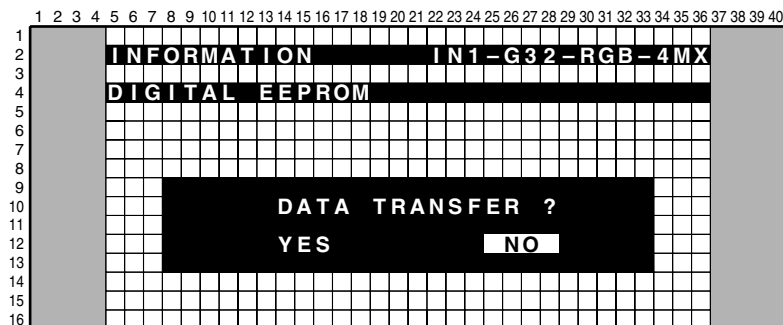 1 2 3 4 5 6 7 8 9 10 11 12 13 14 15 16 17 18 19 20 21 22 23 24 25 26 27 28 29 30 31 32 33 34 35 36 37 38 39 40
1
2 INFORMATION IN1–G32–RGB–4MX
3
4 DIGITAL EEPROM
5
6
7
8
9
10 DATA TRANSFER ?
11
12 YES NO
13
14
15
16